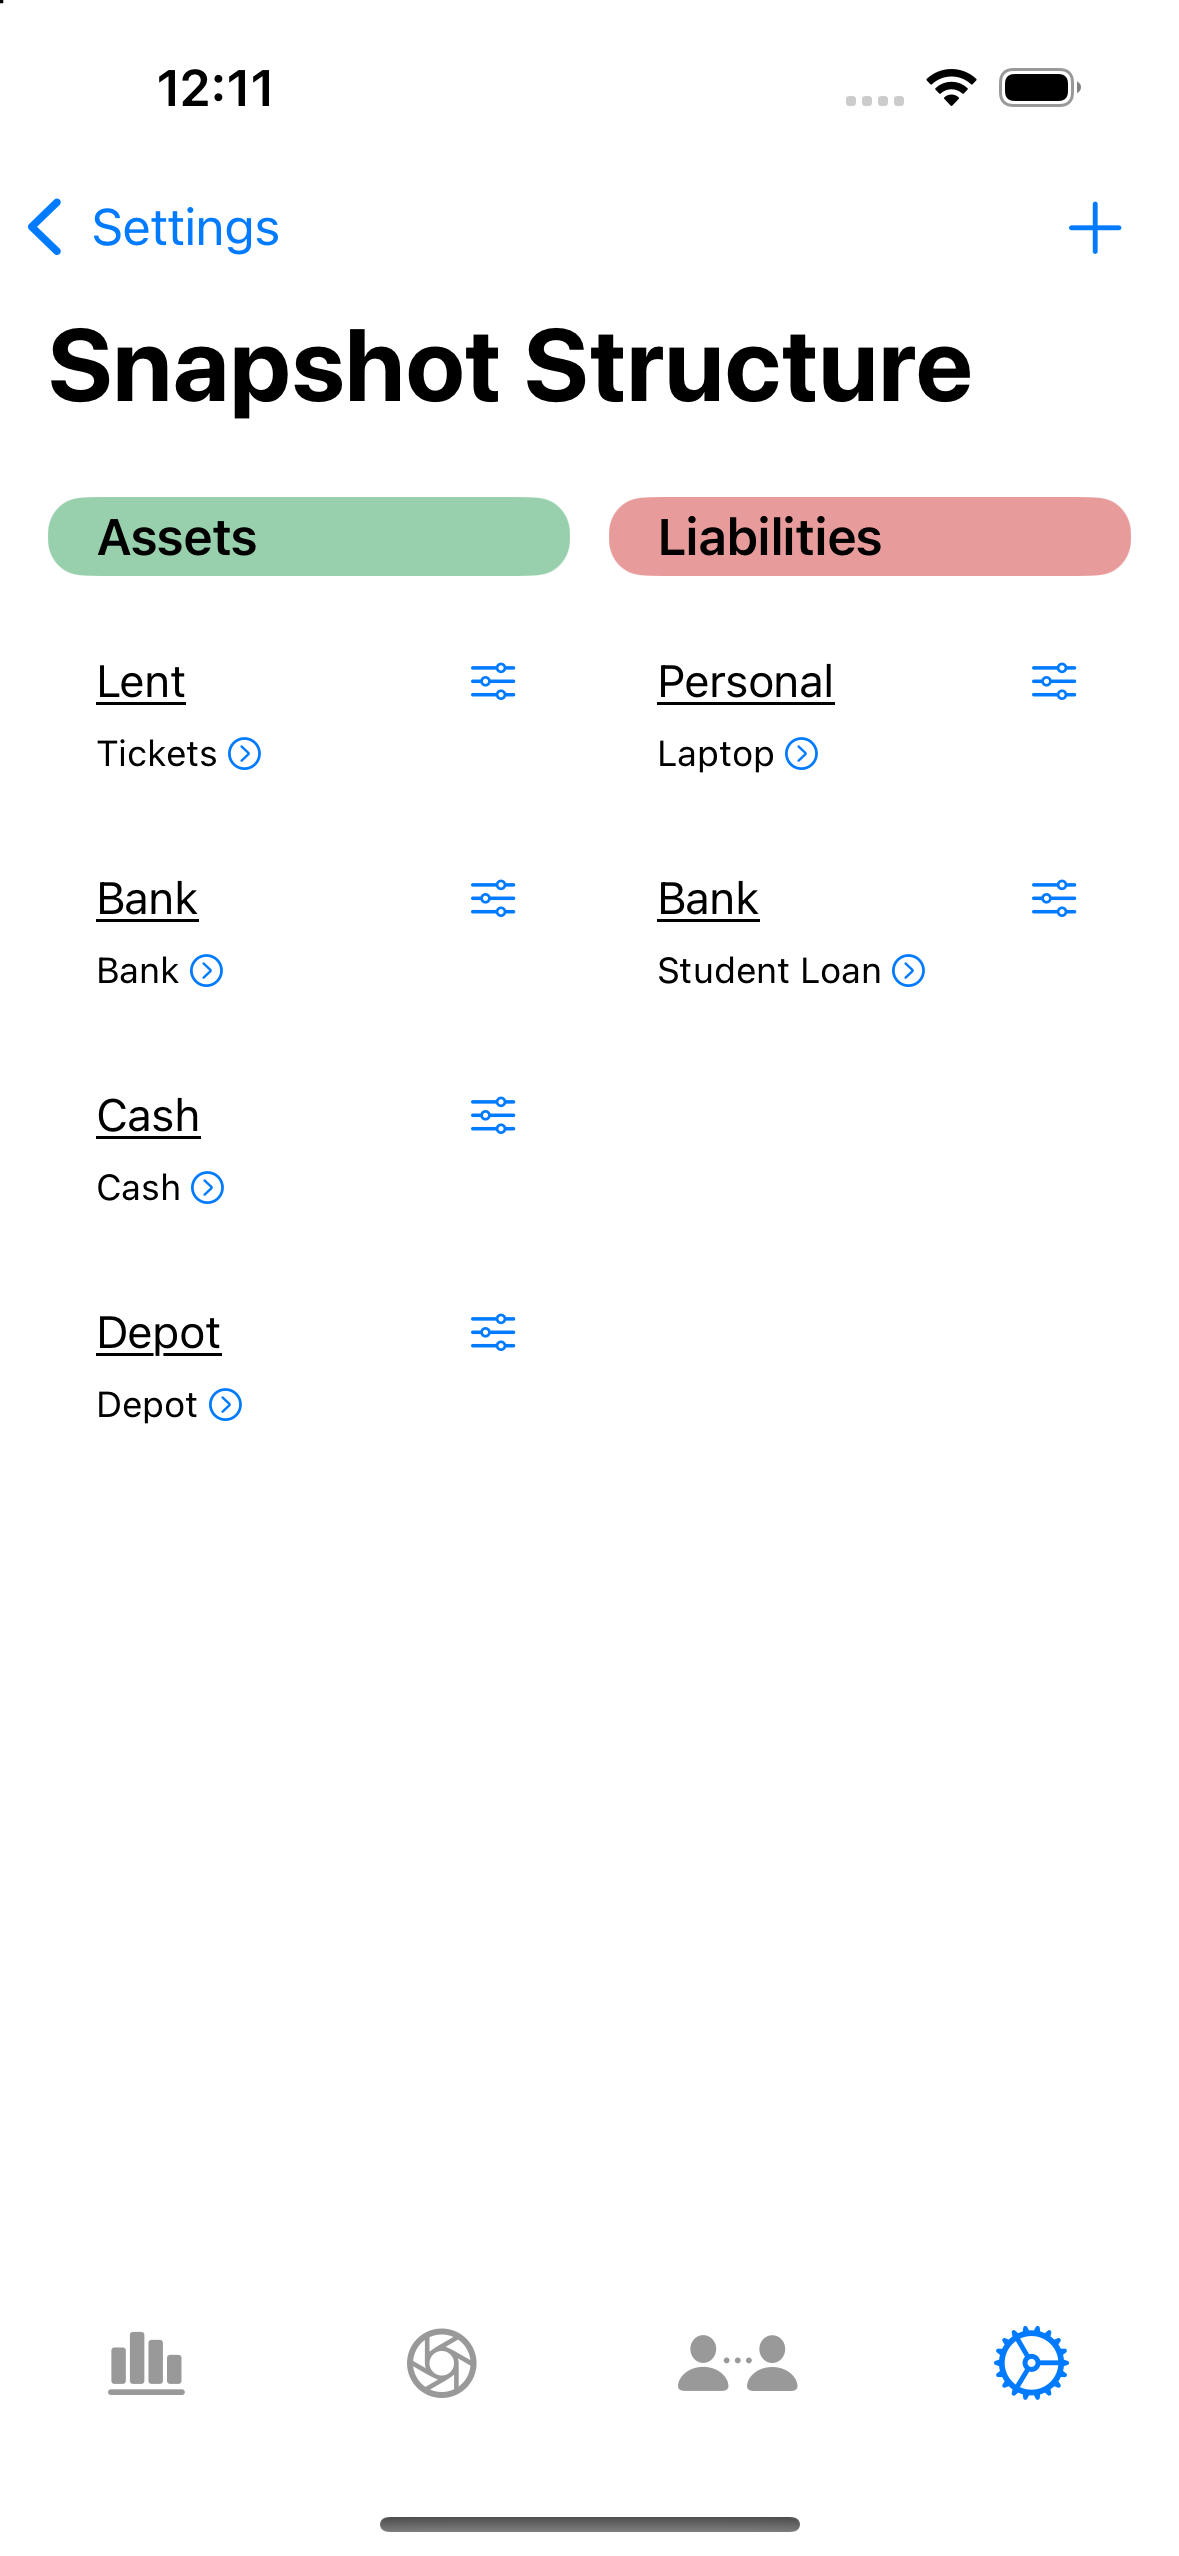 12:11
Settings
Snapshot Structure
Assets
Liabilities
Lent
Tickets
Personal
Laptop
Bank
Bank
Bank
Student Loan
Cash
Cash
Depot
Depot